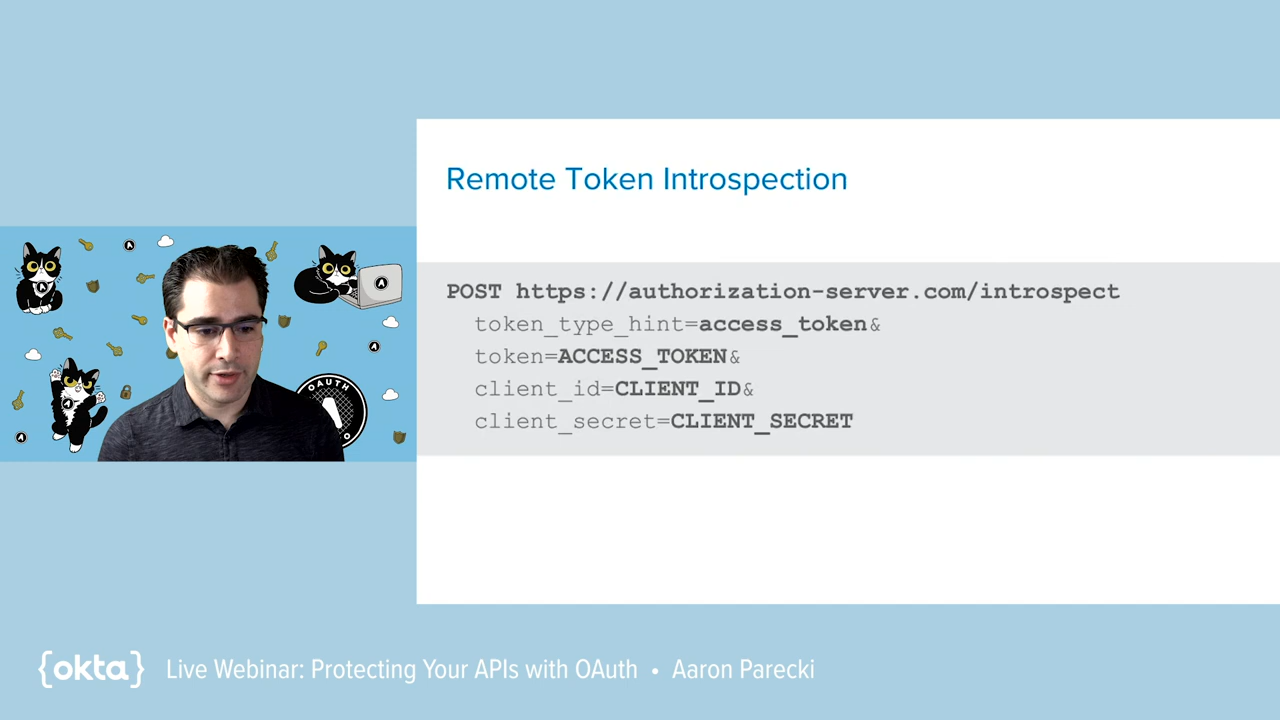 Remote Token Introspection
POST https://authorization-server.com/introspect
token_type_hint=access_token&
token=ACCESS_TOKEN&
client_id=CLIENT_ID&
client_secret=CLIENT_SECRET
OAUTH
{okta} Live Webinar: Protecting Your APIs with OAuth • Aaron Parecki